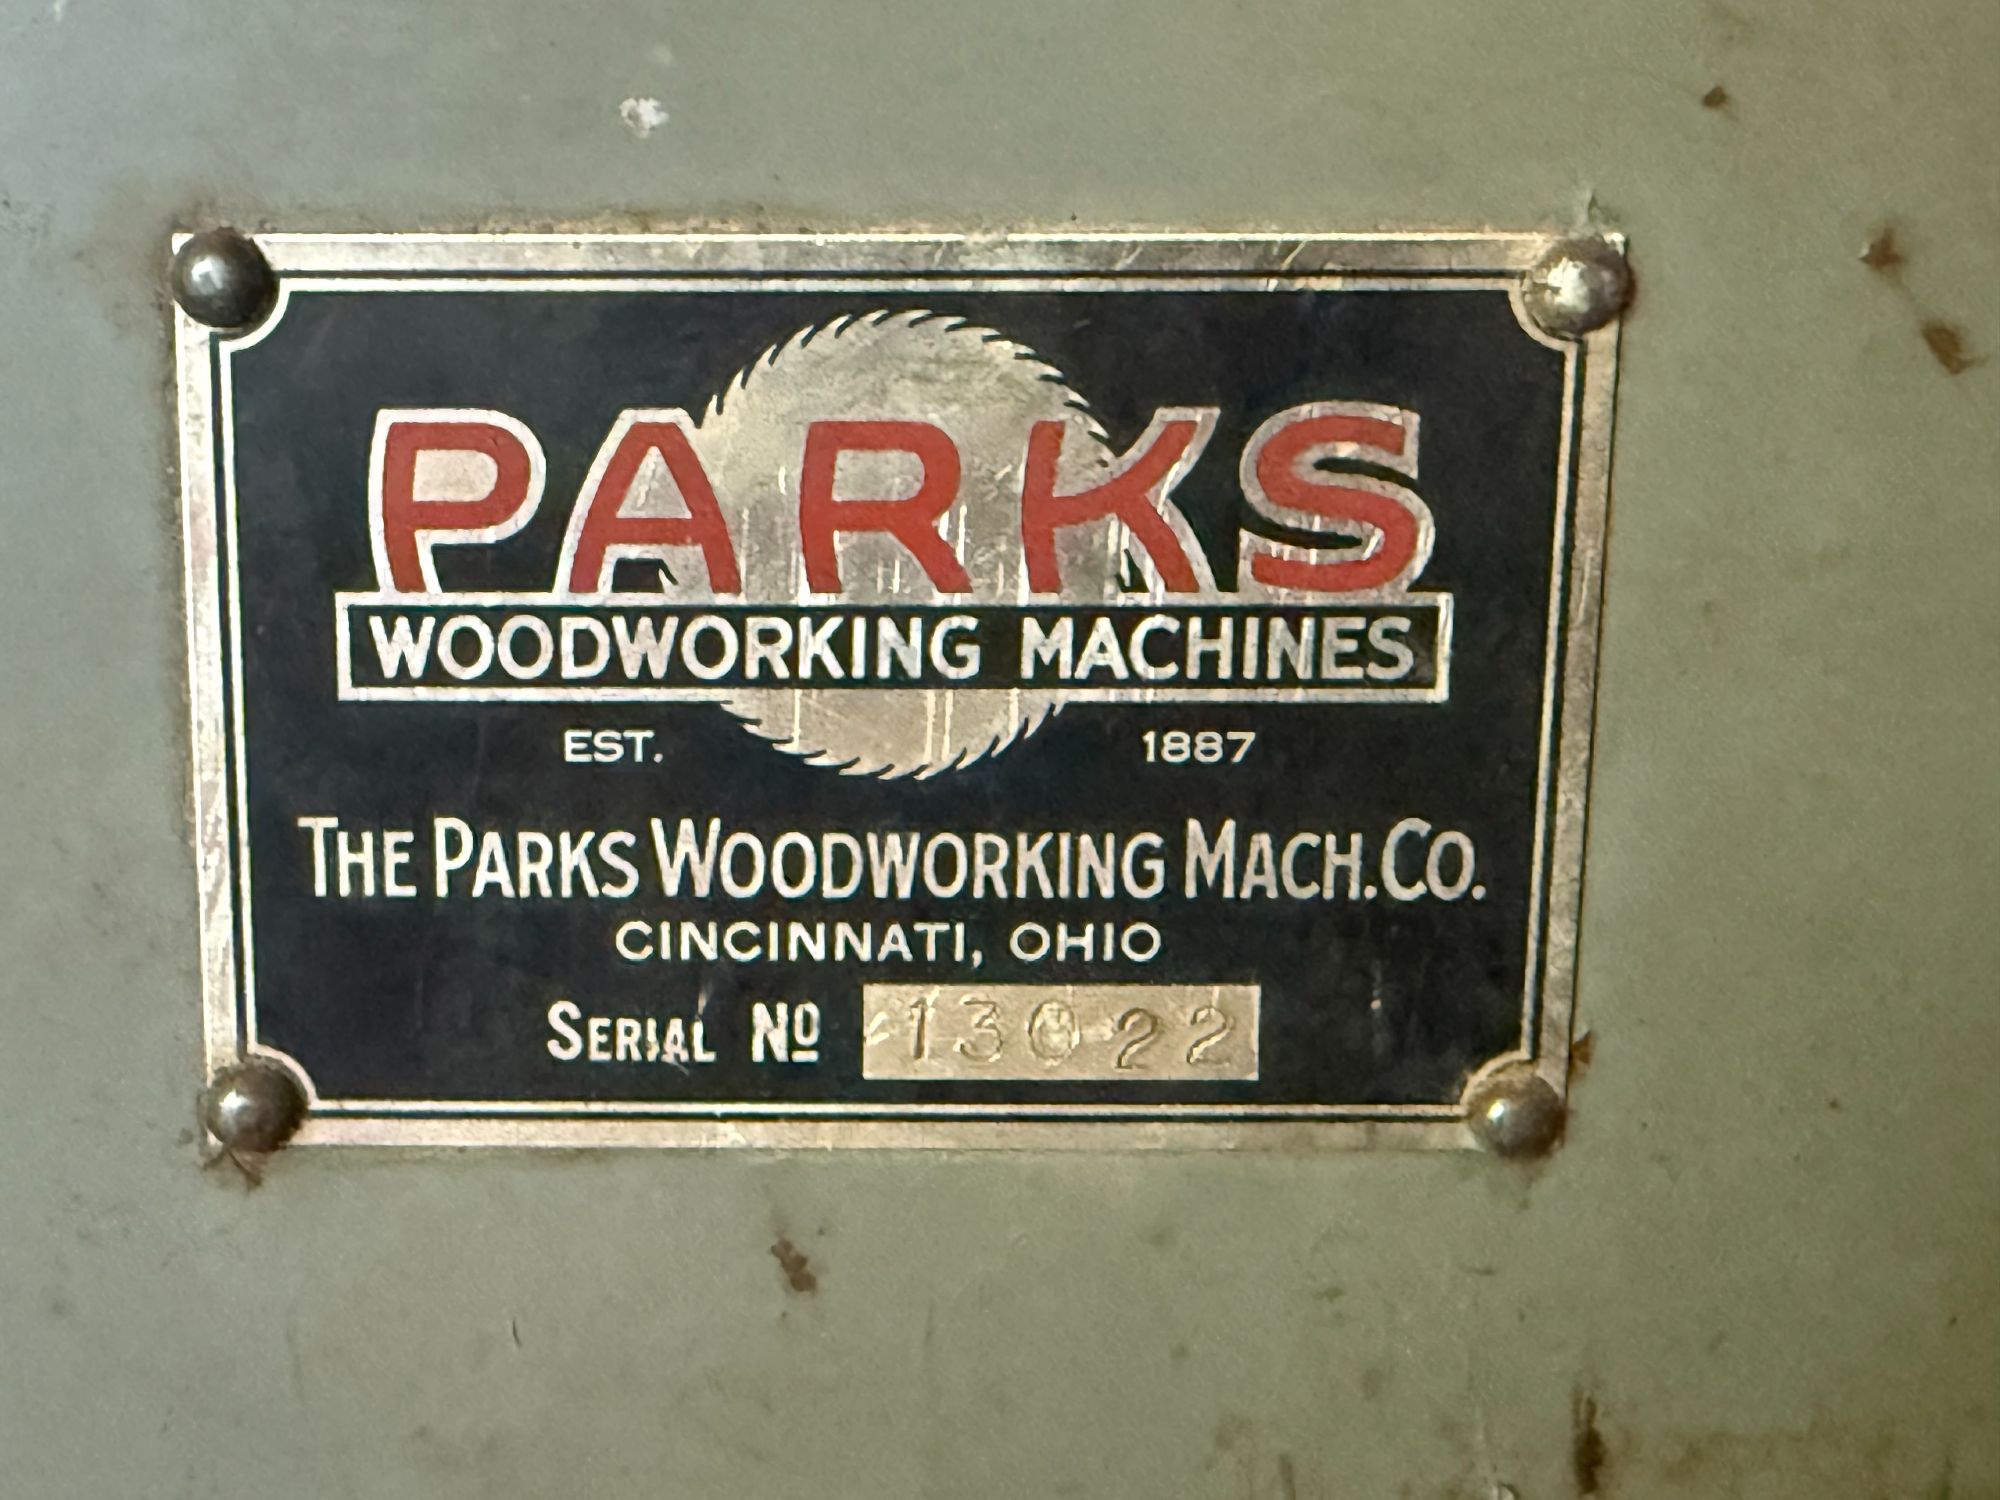 PARKS
WOODWORKING MACHINES
EST. 1887
THE PARKS WOODWORKING MACH. CO.
CINCINNATI, OHIO
SERIAL Nº 13022